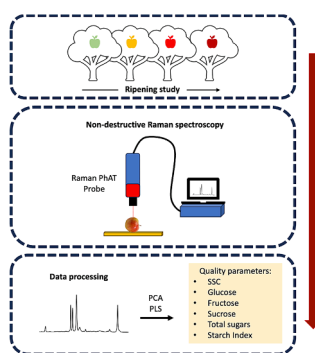 Ripening study
Non-destructive Raman spectroscopy
Raman PhAT
Probe
Data processing
PCA
PLS
Quality parameters:
• SSC
• Glucose
• Fructose
• Sucrose
• Total sugars
• Starch Index